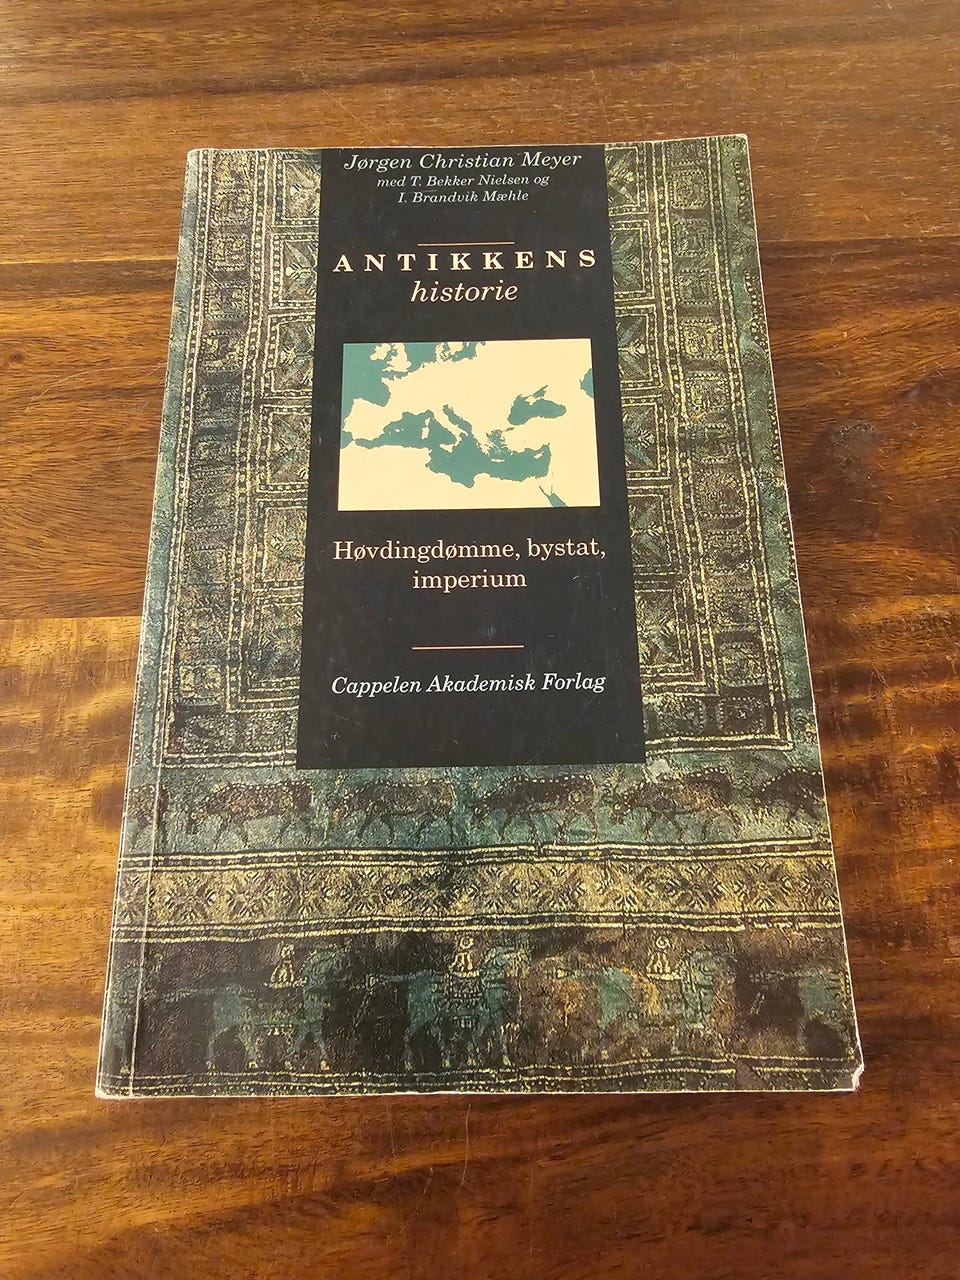 Jørgen Christian Meyer
med T. Bekker Nielsen og
I. Brandvik Mæhle
ANTIKKENS
historie
Høvdingdømme, bystat,
imperium
Cappelen Akademisk Forlag